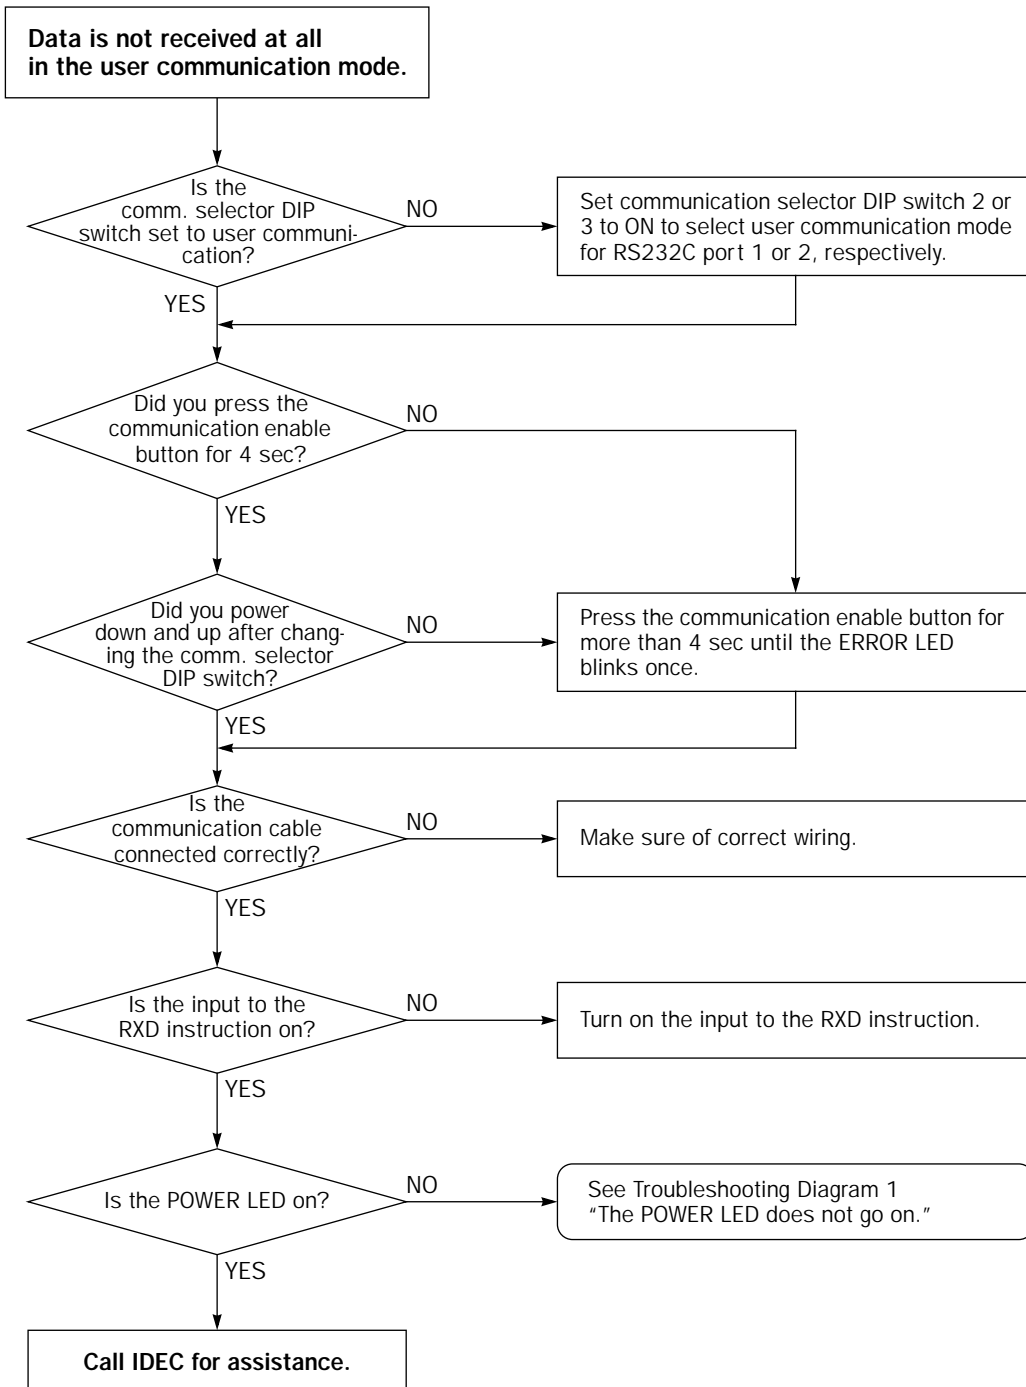 Data is not received at all
in the user communication mode.
Is the
comm. selector DIP
switch set to user communi-
cation?
NO
Set communication selector DIP switch 2 or
3 to ON to select user communication mode
for RS232C port 1 or 2, respectively.
YES
Did you press the
communication enable
button for 4 sec?
NO
YES
Did you power
down and up after chang-
ing the comm. selector
DIP switch?
NO
Press the communication enable button for
more than 4 sec until the ERROR LED
blinks once.
YES
Is the
communication cable
connected correctly?
NO
Make sure of correct wiring.
YES
Is the input to the
RXD instruction on?
NO
Turn on the input to the RXD instruction.
YES
Is the POWER LED on?
NO
See Troubleshooting Diagram 1
“The POWER LED does not go on.”
YES
Call IDEC for assistance.